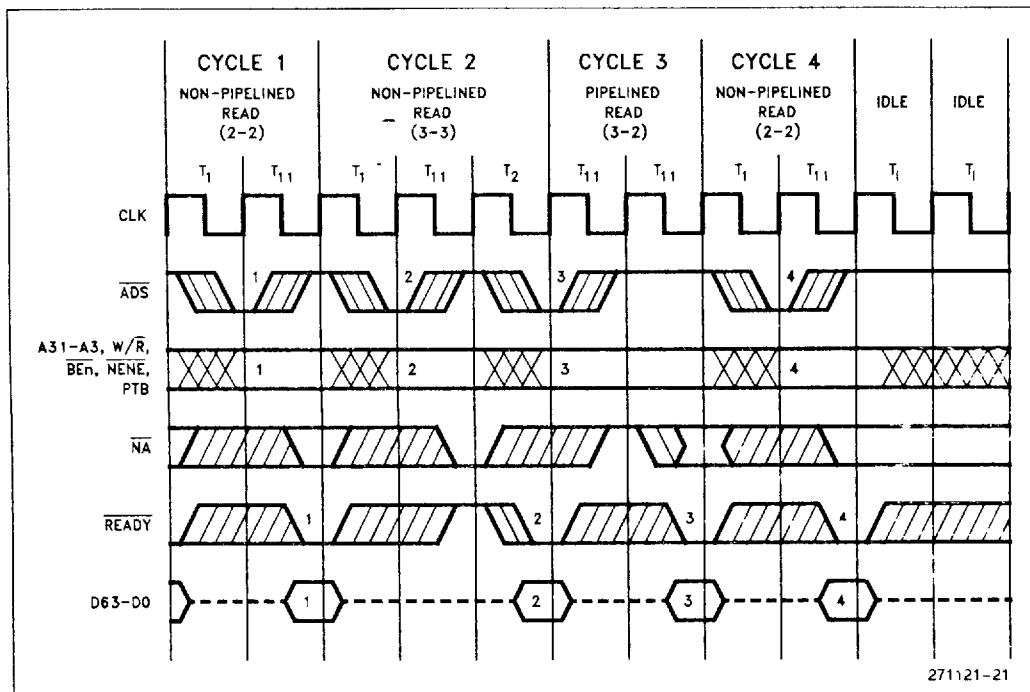 CYCLE 1 CYCLE 2 CYCLE 3 CYCLE 4
NON-PIPELINED READ (2-2)
NON-PIPELINED READ (3-3)
PIPELINED READ (3-2)
NON-PIPELINED READ (2-2)
IDLE IDLE
T1 T11 T1 T11 T2 T11 T11 T1 T11 Ti Ti
CLK
ADS 1 2 3 4
A31-A3, W/R,
BEn, NENE, 1 2 3 4
PTB
NA
READY 1 2 3 4
D63-D0 1 2 3 4
271121-21